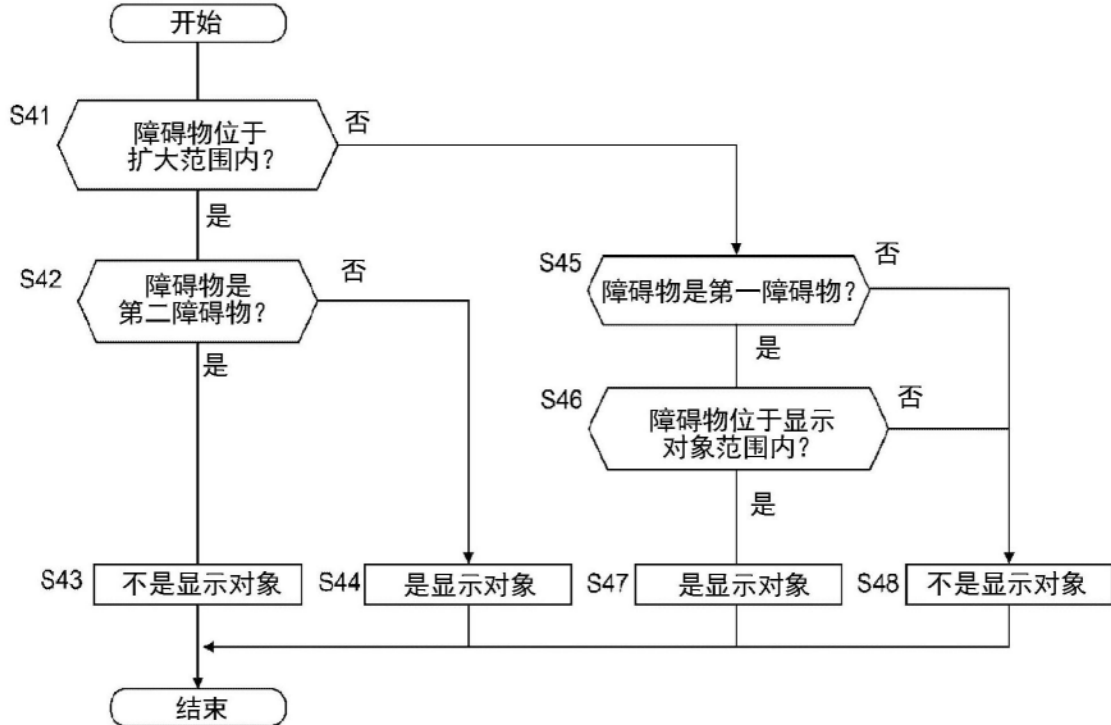 开始
S41
障碍物位于
扩大范围内?
否
是
S42
障碍物是
第二障碍物?
否
是
S45
障碍物是第一障碍物?
否
是
S46
障碍物位于显示
对象范围内?
否
是
S43
不是显示对象
S44
是显示对象
S47
是显示对象
S48
不是显示对象
结束